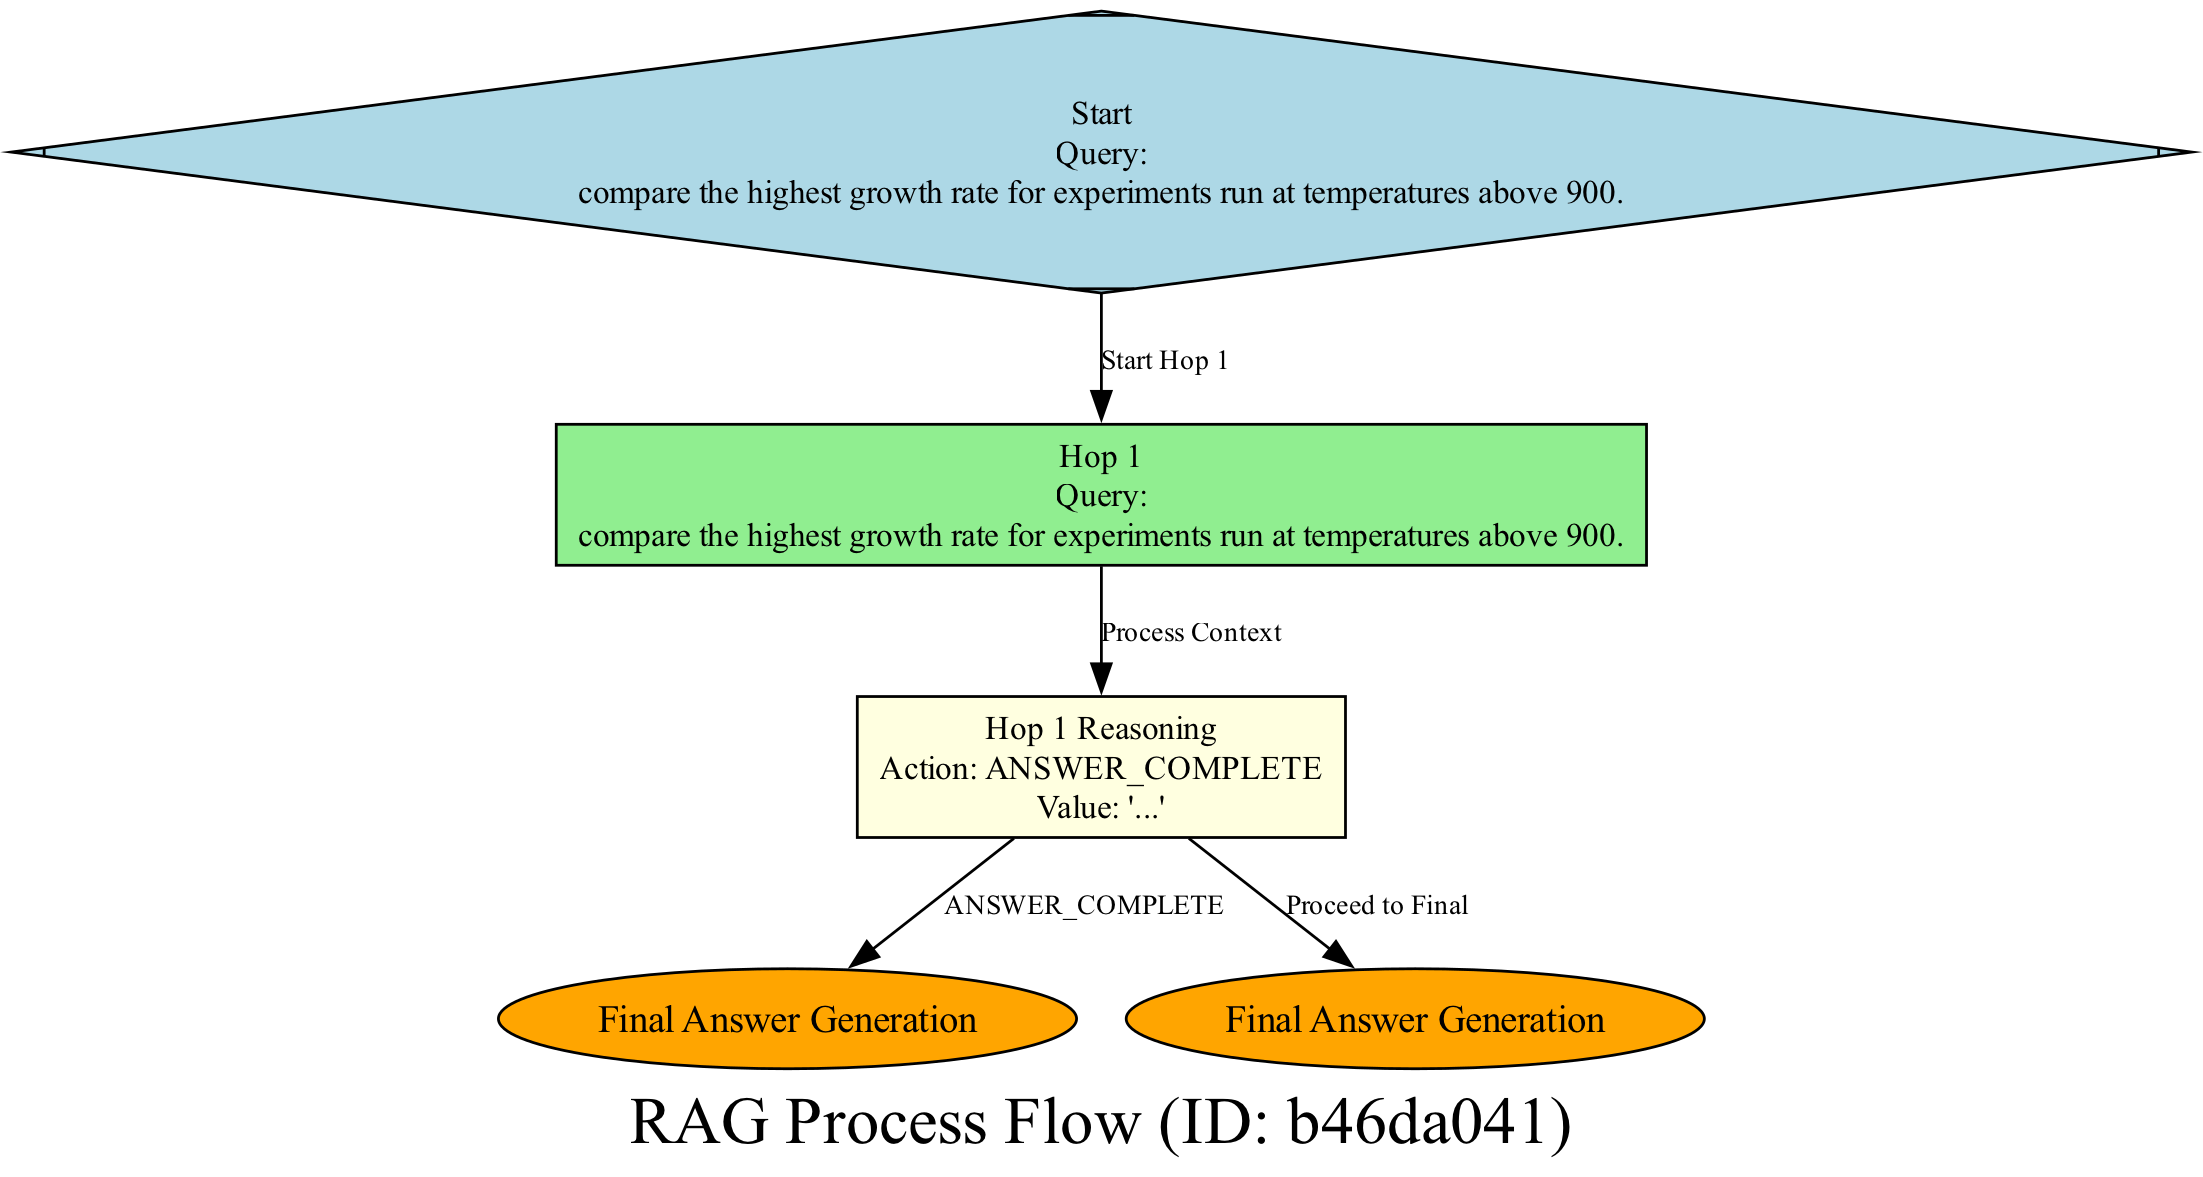 Start
Query:
compare the highest growth rate for experiments run at temperatures above 900.
Start Hop 1
Hop 1
Query:
compare the highest growth rate for experiments run at temperatures above 900.
Process Context
Hop 1 Reasoning
Action: ANSWER_COMPLETE
Value: '...'
ANSWER_COMPLETE
Proceed to Final
Final Answer Generation
Final Answer Generation
RAG Process Flow (ID: b46da041)